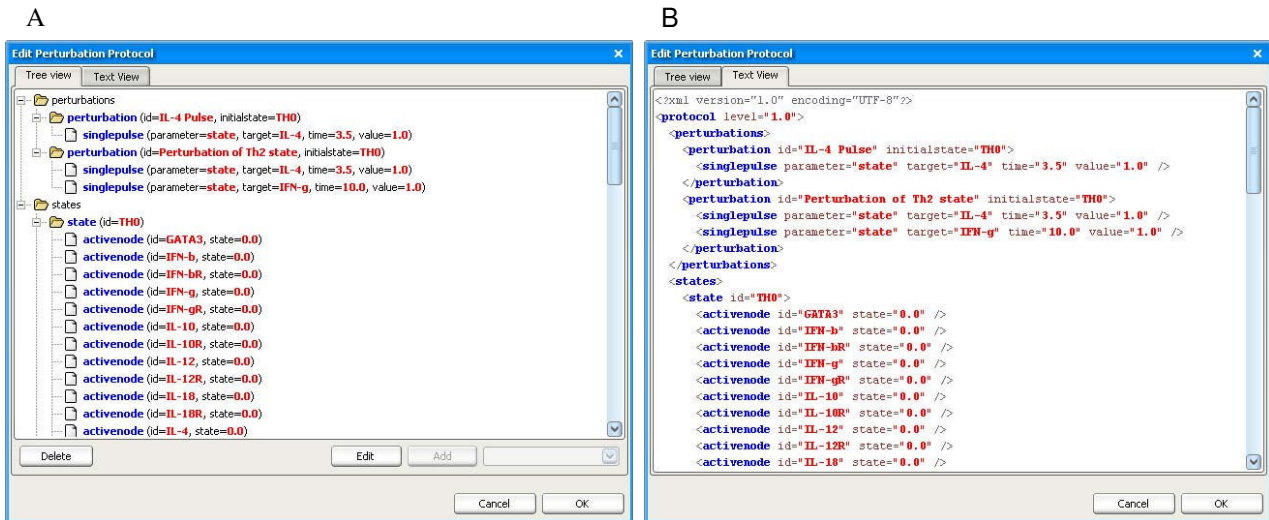 A
Edit Perturbation Protocol
Tree view Text View
perturbations
perturbation (id=IL-4 Pulse, initialstate=TH0)
singlepulse (parameter=state, target=IL-4, time=3.5, value=1.0)
perturbation (id=Perturbation of Th2 state, initialstate=TH0)
singlepulse (parameter=state, target=IL-4, time=3.5, value=1.0)
singlepulse (parameter=state, target=IFN-g, time=10.0, value=1.0)
states
state (id=TH0)
activenode (id=GATA3, state=0.0)
activenode (id=IFN-b, state=0.0)
activenode (id=IFN-bR, state=0.0)
activenode (id=IFN-g, state=0.0)
activenode (id=IFN-gR, state=0.0)
activenode (id=IL-10, state=0.0)
activenode (id=IL-10R, state=0.0)
activenode (id=IL-12, state=0.0)
activenode (id=IL-12R, state=0.0)
activenode (id=IL-18, state=0.0)
activenode (id=IL-18R, state=0.0)
activenode (id=IL-4, state=0.0)
Delete Edit Add
Cancel OK
B
Edit Perturbation Protocol
Tree view Text View
<?xml version="1.0" encoding="UTF-8"?>
<protocol level="1.0">
<perturbations>
<perturbation id="IL-4 Pulse" initialstate="TH0">
<singlepulse parameter="state" target="IL-4" time="3.5" value="1.0" />
</perturbation>
<perturbation id="Perturbation of Th2 state" initialstate="TH0">
<singlepulse parameter="state" target="IL-4" time="3.5" value="1.0" />
<singlepulse parameter="state" target="IFN-g" time="10.0" value="1.0" />
</perturbation>
</perturbations>
<states>
<state id="TH0">
<activenode id="GATA3" state="0.0" />
<activenode id="IFN-b" state="0.0" />
<activenode id="IFN-bR" state="0.0" />
<activenode id="IFN-g" state="0.0" />
<activenode id="IFN-gR" state="0.0" />
<activenode id="IL-10" state="0.0" />
<activenode id="IL-10R" state="0.0" />
<activenode id="IL-12" state="0.0" />
<activenode id="IL-12R" state="0.0" />
<activenode id="IL-18" state="0.0" />
Cancel OK